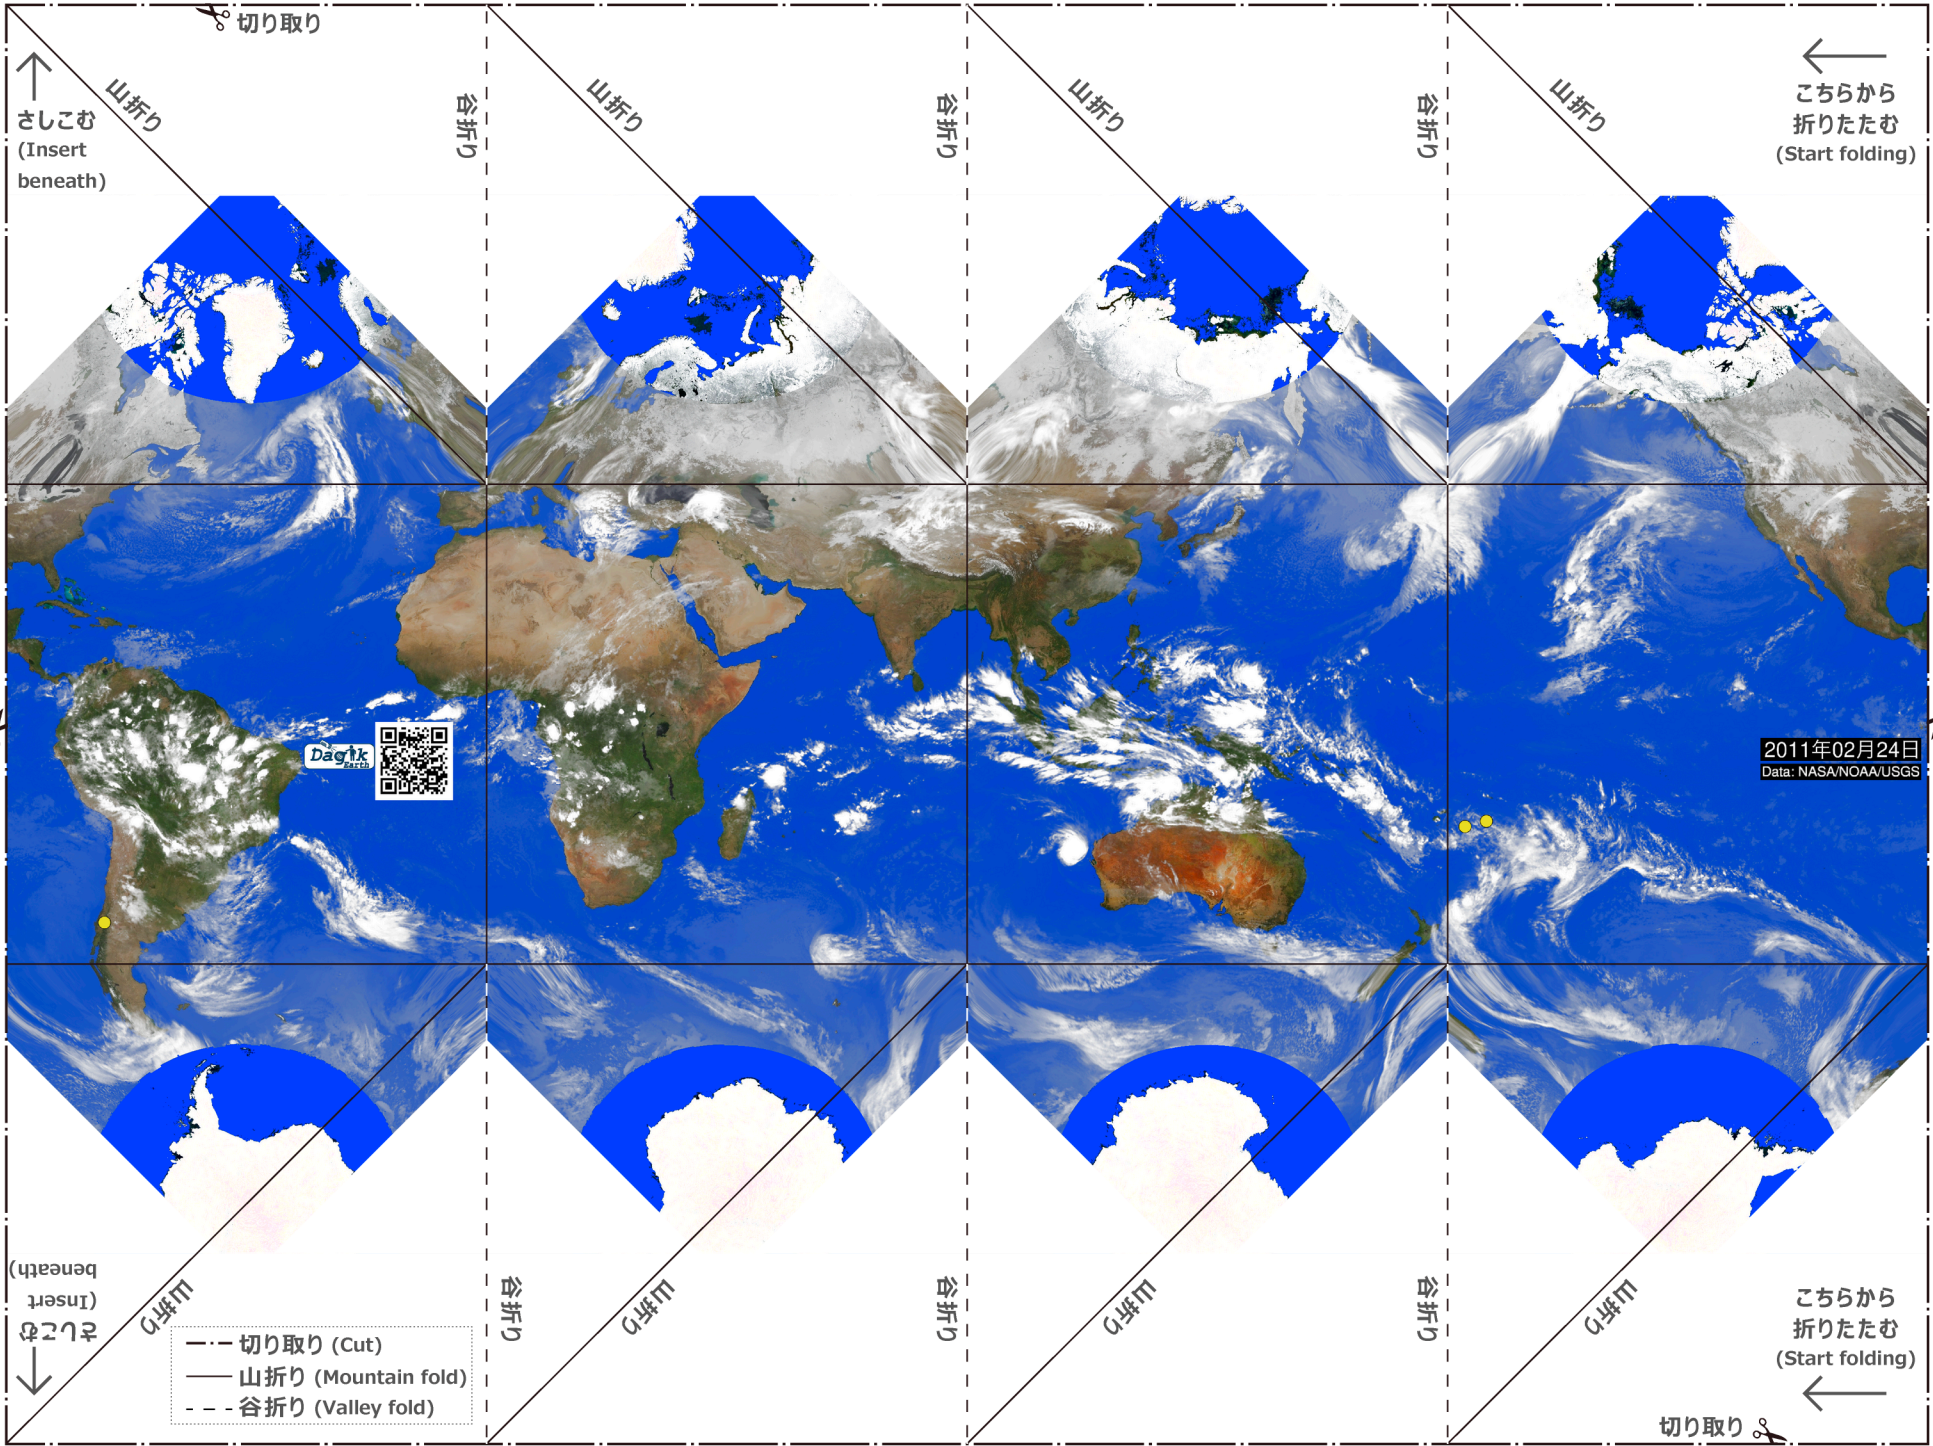 切り取り
さしこむ
(Insert
beneath)
山折り
谷折り
山折り
谷折り
山折り
谷折り
山折り
こちらから
折りたたむ
(Start folding)
Dagik
Earth
2011年02月24日
Data: NASA/NOAA/USGS
さしこむ
(Insert
beneath)
山折り
谷折り
山折り
谷折り
山折り
谷折り
山折り
こちらから
折りたたむ
(Start folding)
切り取り (Cut)
山折り (Mountain fold)
谷折り (Valley fold)
切り取り